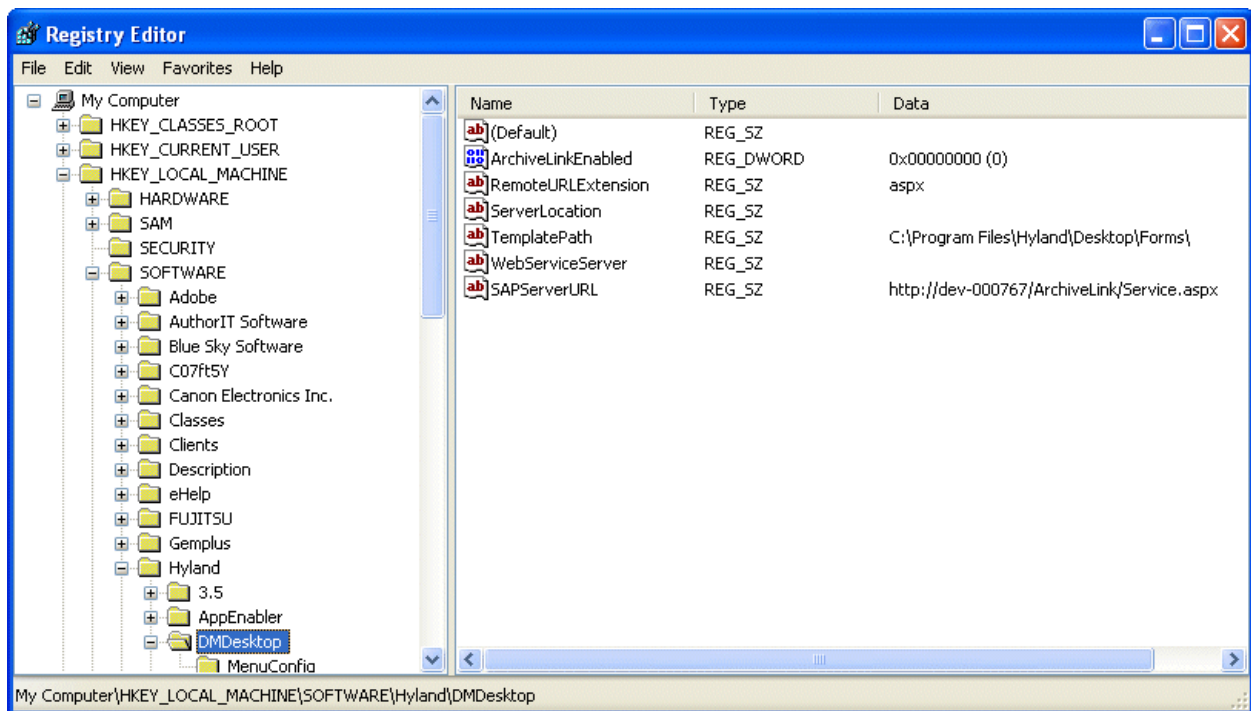 Registry Editor
File Edit View Favorites Help
My Computer
HKEY_CLASSES_ROOT
HKEY_CURRENT_USER
HKEY_LOCAL_MACHINE
HARDWARE
SAM
SECURITY
SOFTWARE
Adobe
AuthorIT Software
Blue Sky Software
C07ft5Y
Canon Electronics Inc.
Classes
Clients
Description
eHelp
FUJITSU
Gemplus
Hyland
3.5
AppEnabler
DMDesktop
MenuConfig
Name Type Data
(Default) REG_SZ
ArchiveLinkEnabled REG_DWORD 0x00000000 (0)
RemoteURLExtension REG_SZ aspx
ServerLocation REG_SZ
TemplatePath REG_SZ C:\Program Files\Hyland\Desktop\Forms\
WebServiceServer REG_SZ
SAPServerURL REG_SZ http://dev-000767/ArchiveLink/Service.aspx
My Computer\HKEY_LOCAL_MACHINE\SOFTWARE\Hyland\DMDesktop